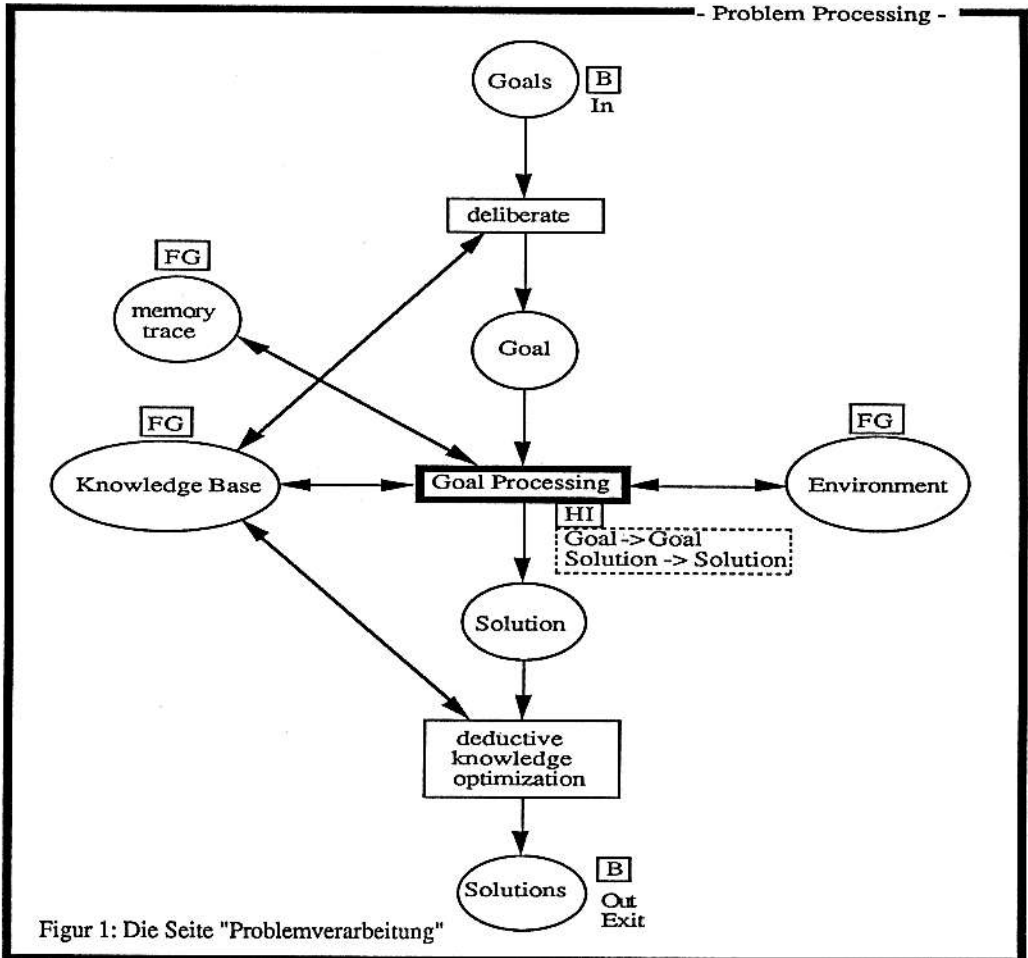 - Problem Processing -
Goals
B
In
deliberate
FG
memory
trace
Goal
FG
Knowledge Base
Goal Processing
FG
Environment
HI
Goal -> Goal
Solution -> Solution
Solution
deductive
knowledge
optimization
Solutions
B
Out
Exit
Figur 1: Die Seite "Problemverarbeitung"